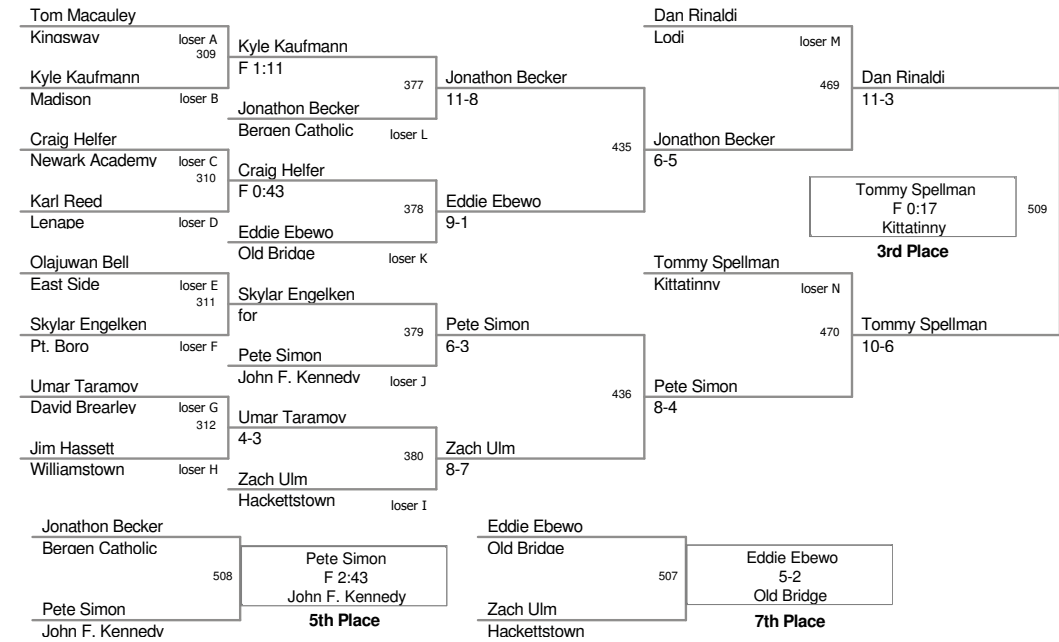 Tom Macauley
Kingsway
loser A
309
Kyle Kaufmann
Madison
loser B
Craig Helfer
Newark Academy
loser C
310
Karl Reed
Lenape
loser D
Olajuwan Bell
East Side
loser E
311
Skylar Engelken
Pt. Boro
loser F
Umar Taramov
David Brearley
loser G
312
Jim Hassett
Williamstown
loser H
Kyle Kaufmann
F 1:11
377
Jonathon Becker
Bergen Catholic
loser L
Craig Helfer
F 0:43
378
Eddie Ebewo
Old Bridge
loser K
Skylar Engelken
for
379
Pete Simon
John F. Kennedy
loser J
Umar Taramov
4-3
380
Zach Ulm
Hackettstown
loser I
Jonathon Becker
11-8
435
Eddie Ebewo
9-1
Pete Simon
6-3
436
Zach Ulm
8-7
Dan Rinaldi
Lodi
loser M
469
Jonathon Becker
6-5
Tommy Spellman
Kittatinny
loser N
470
Pete Simon
8-4
Dan Rinaldi
11-3
Tommy Spellman
F 0:17
Kittatinny
509
3rd Place
Tommy Spellman
10-6
Jonathon Becker
Bergen Catholic
508
Pete Simon
John F. Kennedy
Pete Simon
F 2:43
John F. Kennedy
5th Place
Eddie Ebewo
Old Bridge
507
Zach Ulm
Hackettstown
Eddie Ebewo
5-2
Old Bridge
7th Place